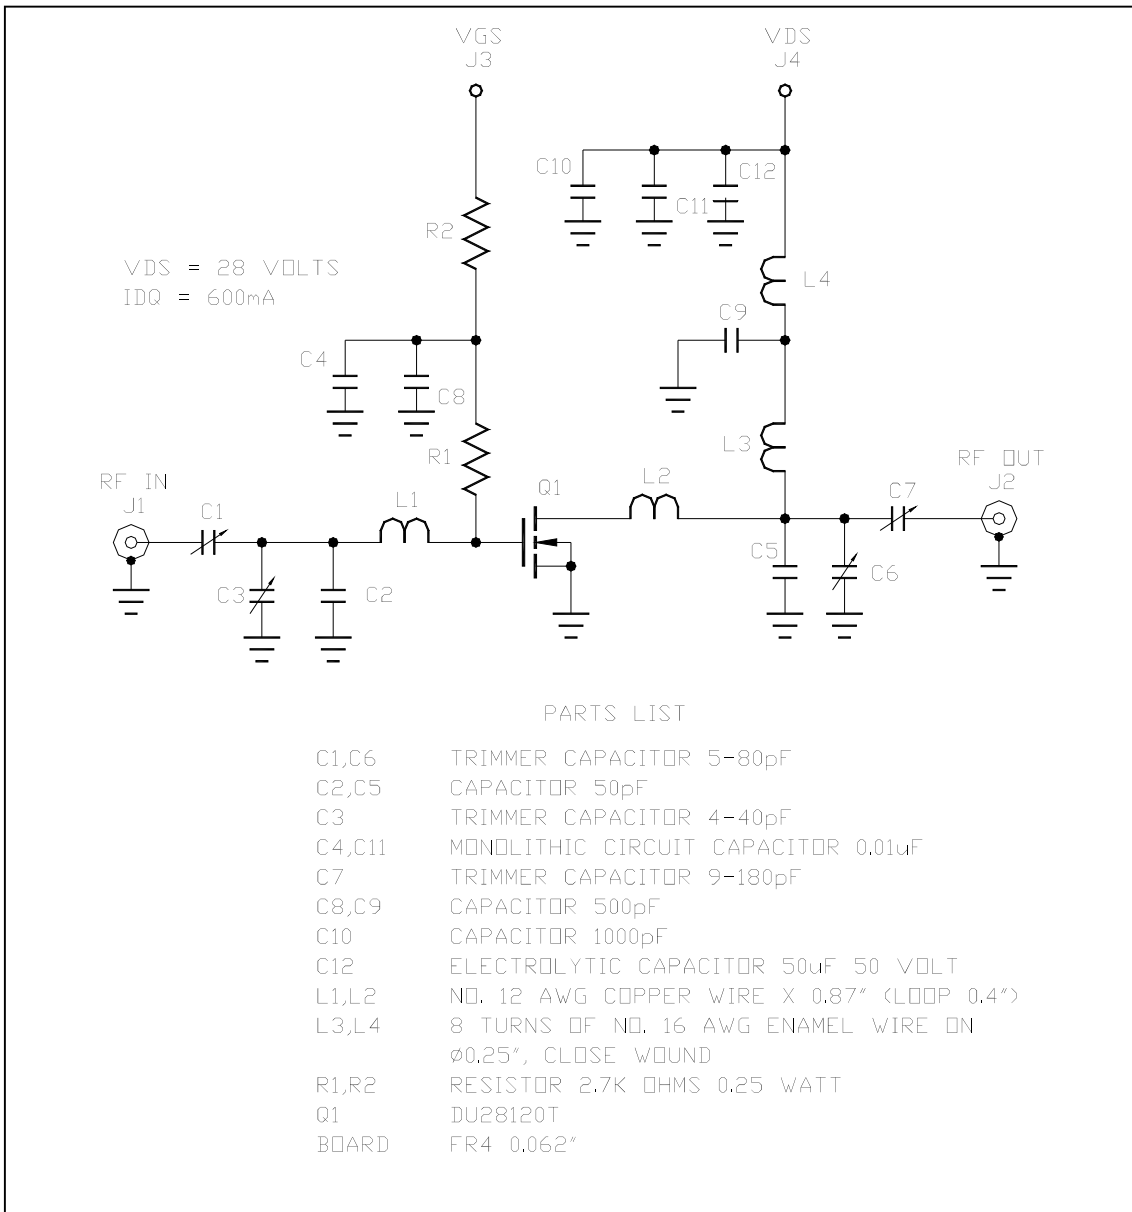 VGS
J3
VDS
J4
C10
C12
C11
R2
VDS = 28 VOLTS
IDQ = 600mA
L4
C9
C4
C8
L3
R1
RF IN
J1
C1
L1
Q1
L2
C7
RF OUT
J2
C5
C6
C3
C2
PARTS LIST
C1,C6 TRIMMER CAPACITOR 5-80pF
C2,C5 CAPACITOR 50pF
C3 TRIMMER CAPACITOR 4-40pF
C4,C11 MONOLITHIC CIRCUIT CAPACITOR 0.01uF
C7 TRIMMER CAPACITOR 9-180pF
C8,C9 CAPACITOR 500pF
C10 CAPACITOR 1000pF
C12 ELECTROLYTIC CAPACITOR 50uF 50 VOLT
L1,L2 NO. 12 AWG COPPER WIRE X 0.87" (LOOP 0.4")
L3,L4 8 TURNS OF NO. 16 AWG ENAMEL WIRE ON
Ø0.25", CLOSE WOUND
R1,R2 RESISTOR 2.7K OHMS 0.25 WATT
Q1 DU28120T
BOARD FR4 0.062"